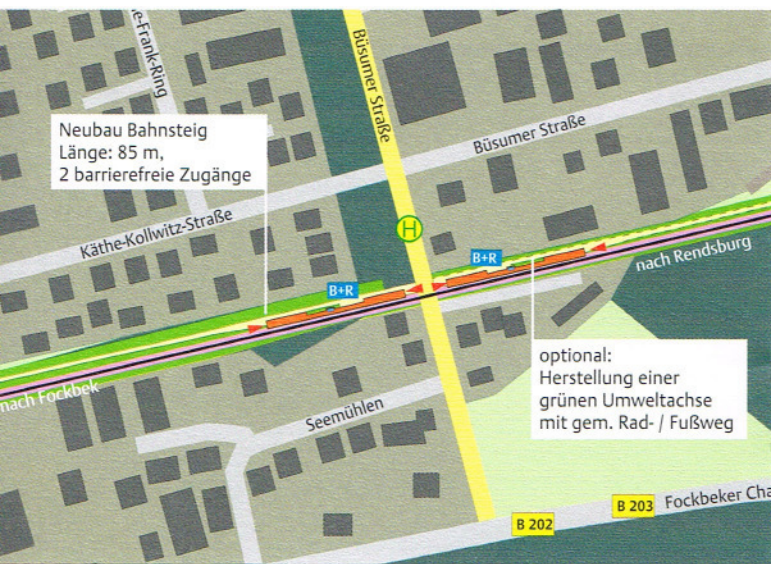 e-Frank-Ring
Büsumer Straße
Neubau Bahnsteig
Länge: 85 m,
2 barrierefreie Zugänge
Büsumer Straße
Käthe-Kollwitz-Straße
H
B+R
B+R
nach Rendsburg
nach Fockbek
optional:
Herstellung einer
grünen Umweltachse
mit gem. Rad- / Fußweg
Seemühlen
B 202
B 203
Fockbeker Cha